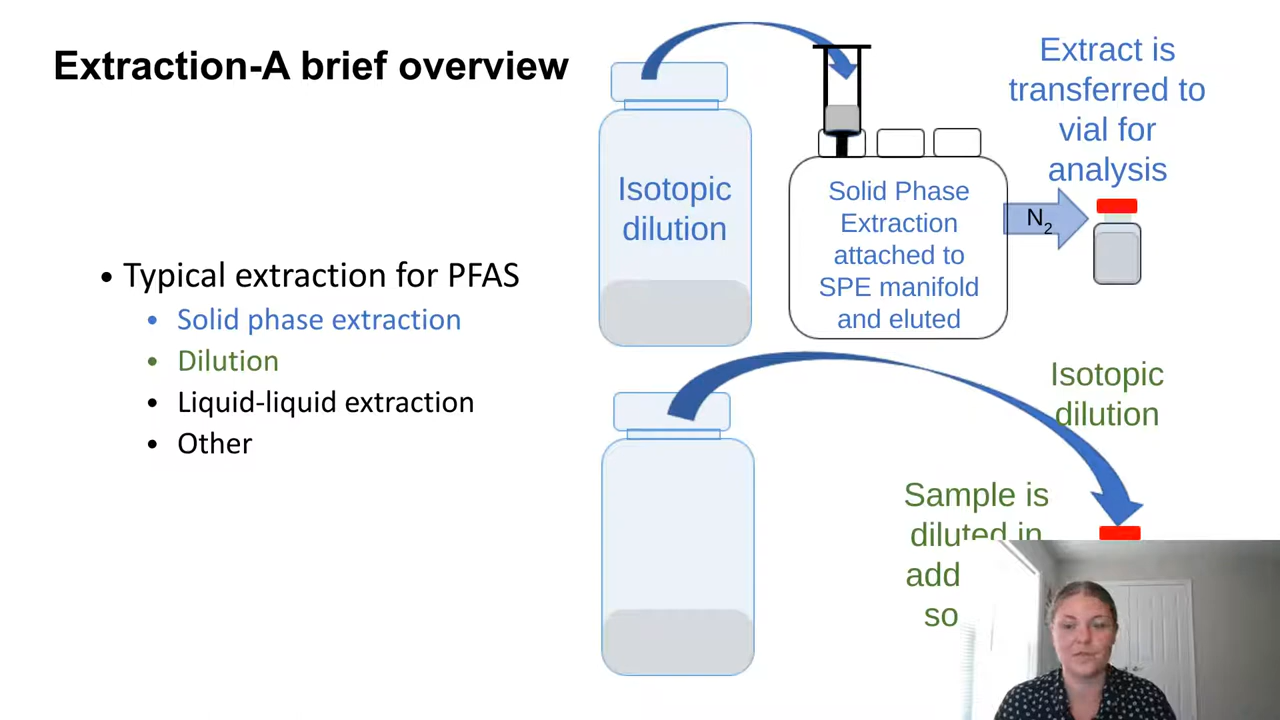 Extraction-A brief overview
• Typical extraction for PFAS
• Solid phase extraction
• Dilution
• Liquid-liquid extraction
• Other
Isotopic
dilution
Solid Phase
Extraction
attached to
SPE manifold
and eluted
N2
Extract is
transferred to
vial for
analysis
Isotopic
dilution
Sample is
diluted in
add
so